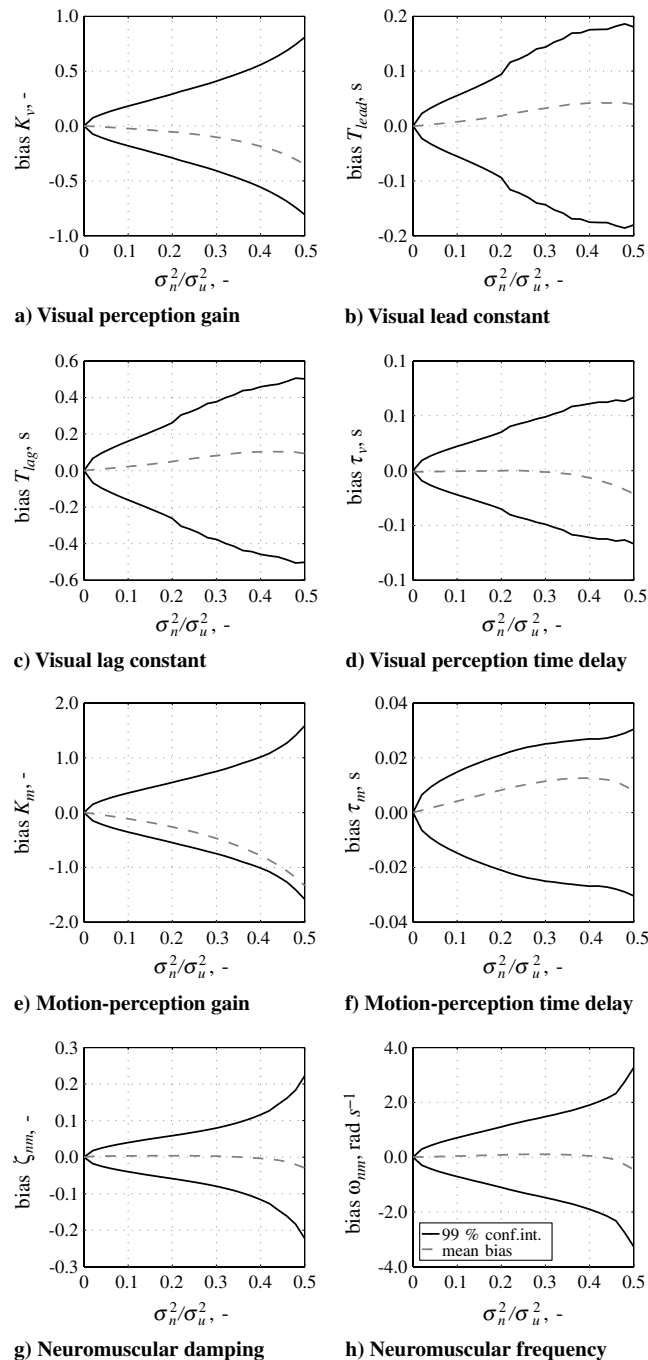 bias K_v, -
1.0
0.5
0.0
-0.5
-1.0
0 0.1 0.2 0.3 0.4 0.5
σ_n^2/σ_u^2, -
a) Visual perception gain
bias T_lead, s
0.2
0.1
0.0
-0.1
-0.2
0 0.1 0.2 0.3 0.4 0.5
σ_n^2/σ_u^2, -
b) Visual lead constant
bias T_lag, s
0.6
0.4
0.2
0.0
-0.2
-0.4
-0.6
0 0.1 0.2 0.3 0.4 0.5
σ_n^2/σ_u^2, -
c) Visual lag constant
bias τ_v, s
0.1
0.1
-0.0
-0.1
-0.1
0 0.1 0.2 0.3 0.4 0.5
σ_n^2/σ_u^2, -
d) Visual perception time delay
bias K_m, -
2.0
1.0
0.0
-1.0
-2.0
0 0.1 0.2 0.3 0.4 0.5
σ_n^2/σ_u^2, -
e) Motion-perception gain
bias τ_m, s
0.04
0.02
0.00
-0.02
-0.04
0 0.1 0.2 0.3 0.4 0.5
σ_n^2/σ_u^2, -
f) Motion-perception time delay
bias ζ_nm, -
0.3
0.2
0.1
0.0
-0.1
-0.2
-0.3
0 0.1 0.2 0.3 0.4 0.5
σ_n^2/σ_u^2, -
g) Neuromuscular damping
bias ω_nm, rad s^-1
4.0
2.0
0.0
-2.0
-4.0
99 % conf.int.
mean bias
0 0.1 0.2 0.3 0.4 0.5
σ_n^2/σ_u^2, -
h) Neuromuscular frequency